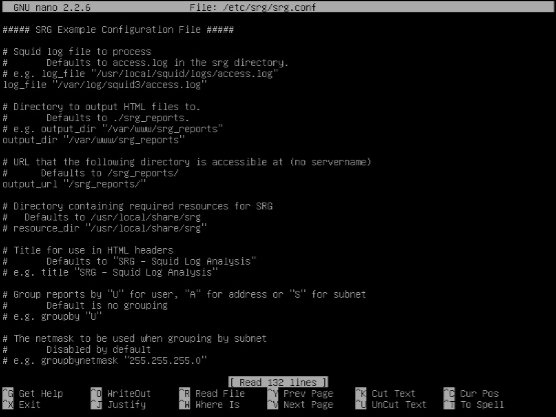 GNU nano 2.2.6 File: /etc/srg/srg.conf
##### SRG Example Configuration File #####
# Squid log file to process
# Defaults to access.log in the srg directory.
# e.g. log_file "/usr/local/squid/logs/access.log"
log_file "/var/log/squid3/access.log"
# Directory to output HTML files to.
# Defaults to ./srg_reports.
# e.g. output_dir "/var/www/srg_reports"
output_dir "/var/www/srg_reports"
# URL that the following directory is accessible at (no servername)
# Defaults to /srg_reports/
output_url "/srg_reports/"
# Directory containing required resources for SRG
# Defaults to /usr/local/share/srg
# resource_dir "/usr/local/share/srg"
# Title for use in HTML headers
# Defaults to "SRG - Squid Log Analysis"
# e.g. title "SRG - Squid Log Analysis"
# Group reports by "U" for user, "A" for address or "S" for subnet
# Default is no grouping
# e.g. groupby "U"
# The netmask to be used when grouping by subnet
# Disabled by default
# e.g. groupbynetmask "255.255.255.0"
[ Read 132 lines ]
^G Get Help ^O WriteOut ^R Read File ^Y Prev Page ^K Cut Text ^C Cur Pos
^X Exit ^J Justify ^W Where Is ^V Next Page ^U UnCut Text ^T To Spell